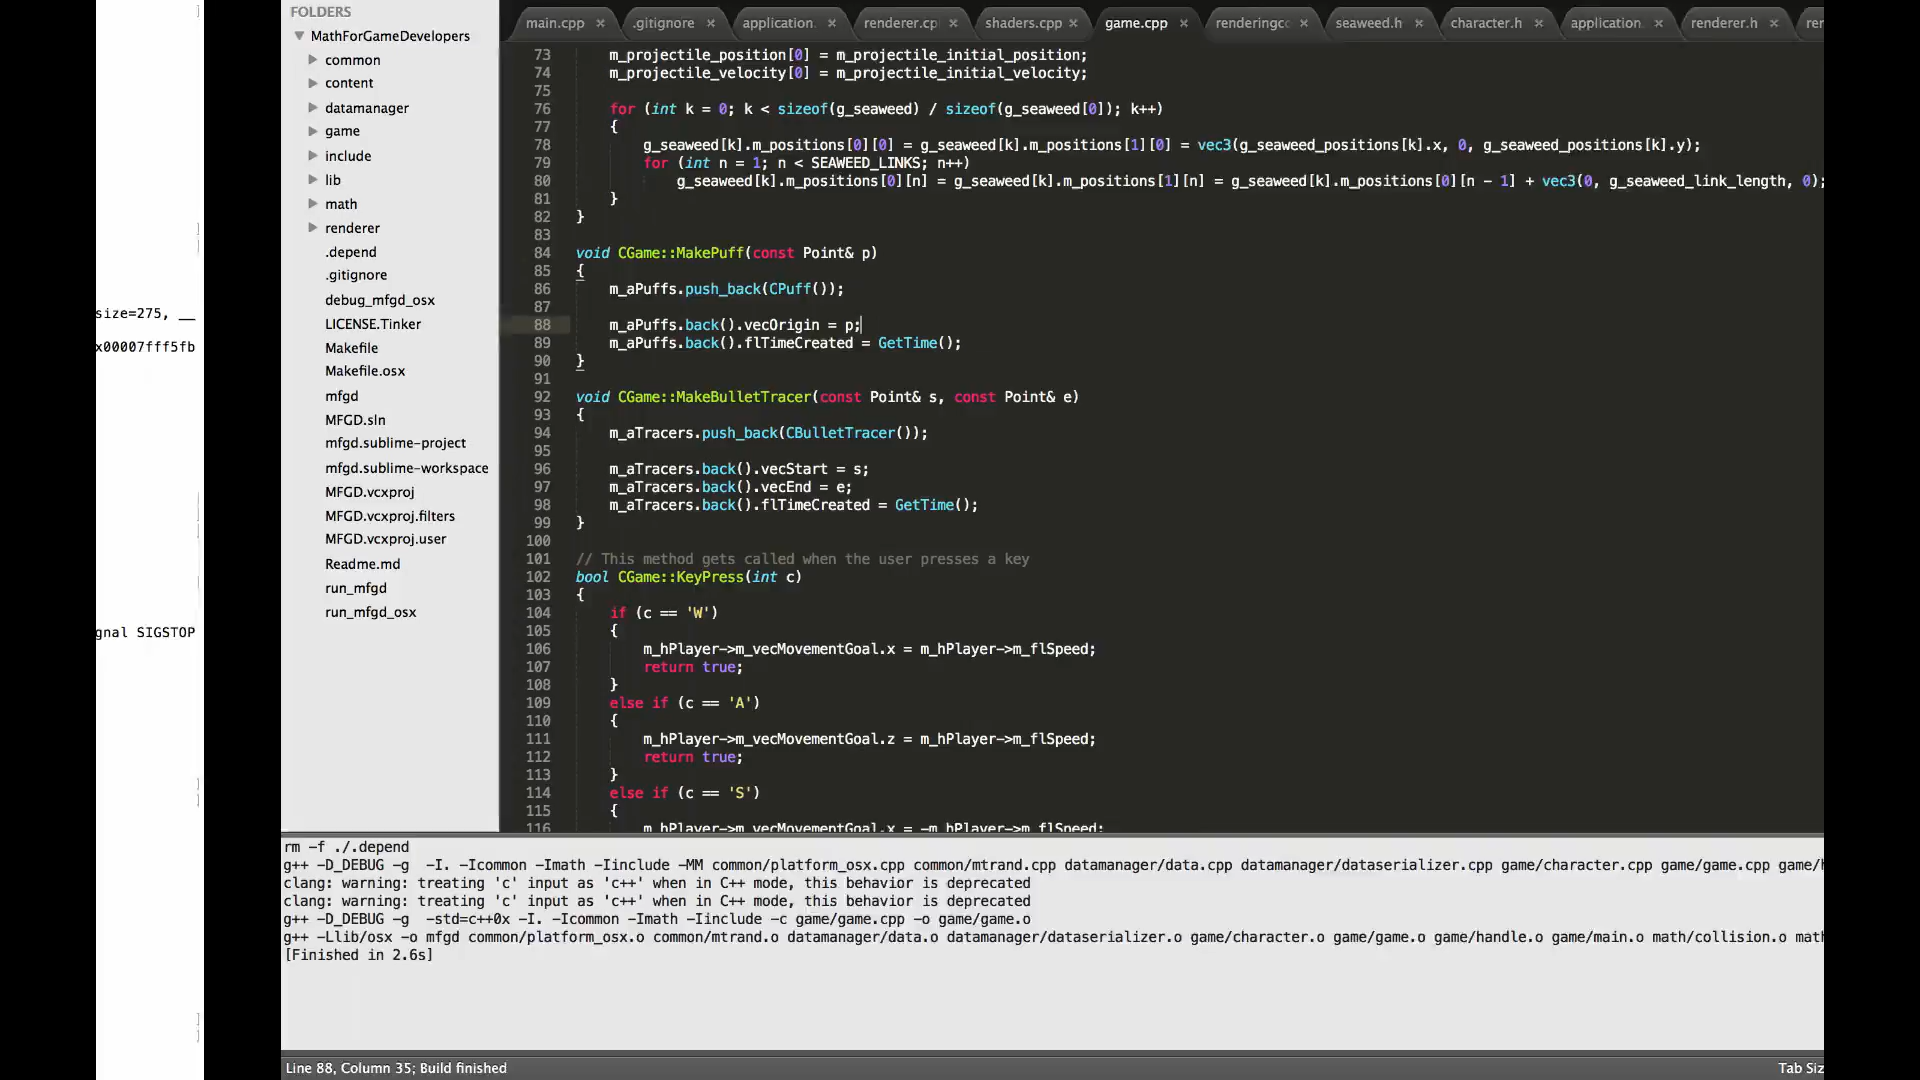 size=275, __
x00007fff5fb
gnal SIGSTOP
FOLDERS
MathForGameDevelopers
common
content
datamanager
game
include
lib
math
renderer
.depend
.gitignore
debug_mfgd_osx
LICENSE.Tinker
Makefile
Makefile.osx
mfgd
MFGD.sln
mfgd.sublime-project
mfgd.sublime-workspace
MFGD.vcxproj
MFGD.vcxproj.filters
MFGD.vcxproj.user
Readme.md
run_mfgd
run_mfgd_osx
main.cpp × .gitignore × application. × renderer.cp × shaders.cpp × game.cpp × renderingc × seaweed.h × character.h × application × renderer.h × rer
73 m_projectile_position[0] = m_projectile_initial_position;
74 m_projectile_velocity[0] = m_projectile_initial_velocity;
75
76 for (int k = 0; k < sizeof(g_seaweed) / sizeof(g_seaweed[0]); k++)
77 {
78 g_seaweed[k].m_positions[0][0] = g_seaweed[k].m_positions[1][0] = vec3(g_seaweed_positions[k].x, 0, g_seaweed_positions[k].y);
79 for (int n = 1; n < SEAWEED_LINKS; n++)
80 g_seaweed[k].m_positions[0][n] = g_seaweed[k].m_positions[1][n] = g_seaweed[k].m_positions[0][n - 1] + vec3(0, g_seaweed_link_length, 0);
81 }
82 }
83
84 void CGame::MakePuff(const Point& p)
85 {
86 m_aPuffs.push_back(CPuff());
87
88 m_aPuffs.back().vecOrigin = p;
89 m_aPuffs.back().flTimeCreated = GetTime();
90 }
91
92 void CGame::MakeBulletTracer(const Point& s, const Point& e)
93 {
94 m_aTracers.push_back(CBulletTracer());
95
96 m_aTracers.back().vecStart = s;
97 m_aTracers.back().vecEnd = e;
98 m_aTracers.back().flTimeCreated = GetTime();
99 }
100
101 // This method gets called when the user presses a key
102 bool CGame::KeyPress(int c)
103 {
104 if (c == 'W')
105 {
106 m_hPlayer->m_vecMovementGoal.x = m_hPlayer->m_flSpeed;
107 return true;
108 }
109 else if (c == 'A')
110 {
111 m_hPlayer->m_vecMovementGoal.z = m_hPlayer->m_flSpeed;
112 return true;
113 }
114 else if (c == 'S')
115 {
116 m_hPlayer->m_vecMovementGoal.x = -m_hPlayer->m_flSpeed;
rm -f ./.depend
g++ -D_DEBUG -g  -I. -Icommon -Imath -Iinclude -MM common/platform_osx.cpp common/mtrand.cpp datamanager/data.cpp datamanager/dataserializer.cpp game/character.cpp game/game.cpp game/h
clang: warning: treating 'c' input as 'c++' when in C++ mode, this behavior is deprecated
clang: warning: treating 'c' input as 'c++' when in C++ mode, this behavior is deprecated
g++ -D_DEBUG -g  -std=c++0x -I. -Icommon -Imath -Iinclude -c game/game.cpp -o game/game.o
g++ -Llib/osx -o mfgd common/platform_osx.o common/mtrand.o datamanager/data.o datamanager/dataserializer.o game/character.o game/game.o game/handle.o game/main.o math/collision.o mat
[Finished in 2.6s]
Line 88, Column 35; Build finished
Tab Siz